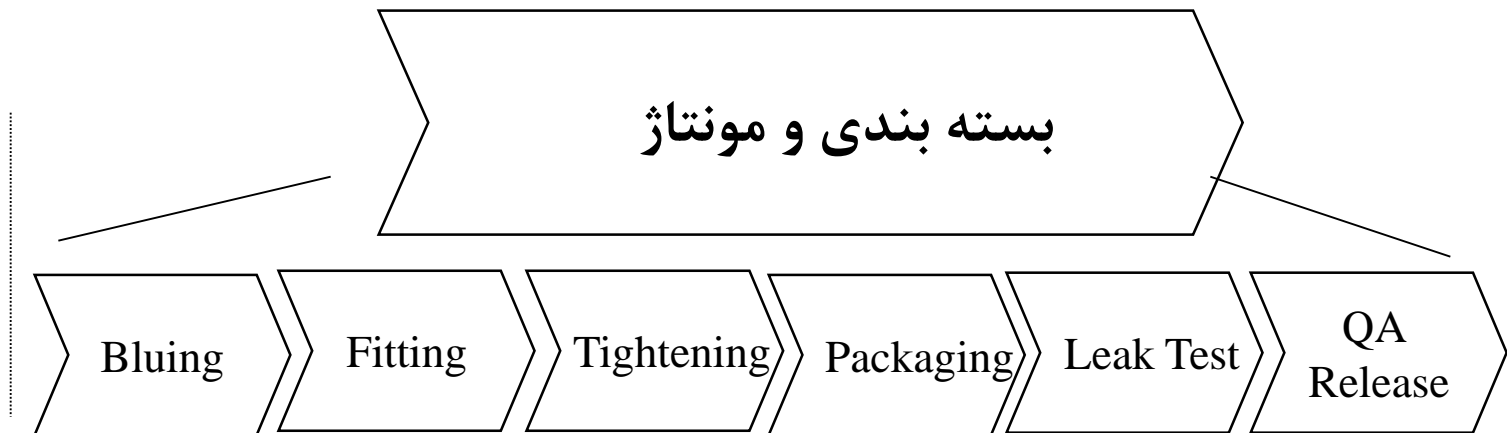 بسته بندی و مونتاژ
Bluing
Fitting
Tightening
Packaging
Leak Test
QA
Release